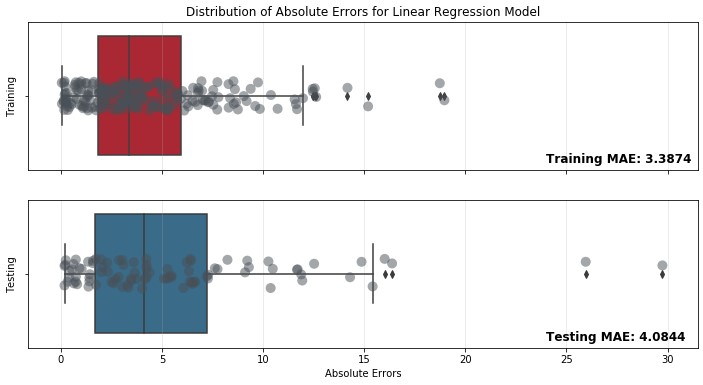 Distribution of Absolute Errors for Linear Regression Model
Training
Training MAE: 3.3874
Testing
Testing MAE: 4.0844
0 5 10 15 20 25 30
Absolute Errors